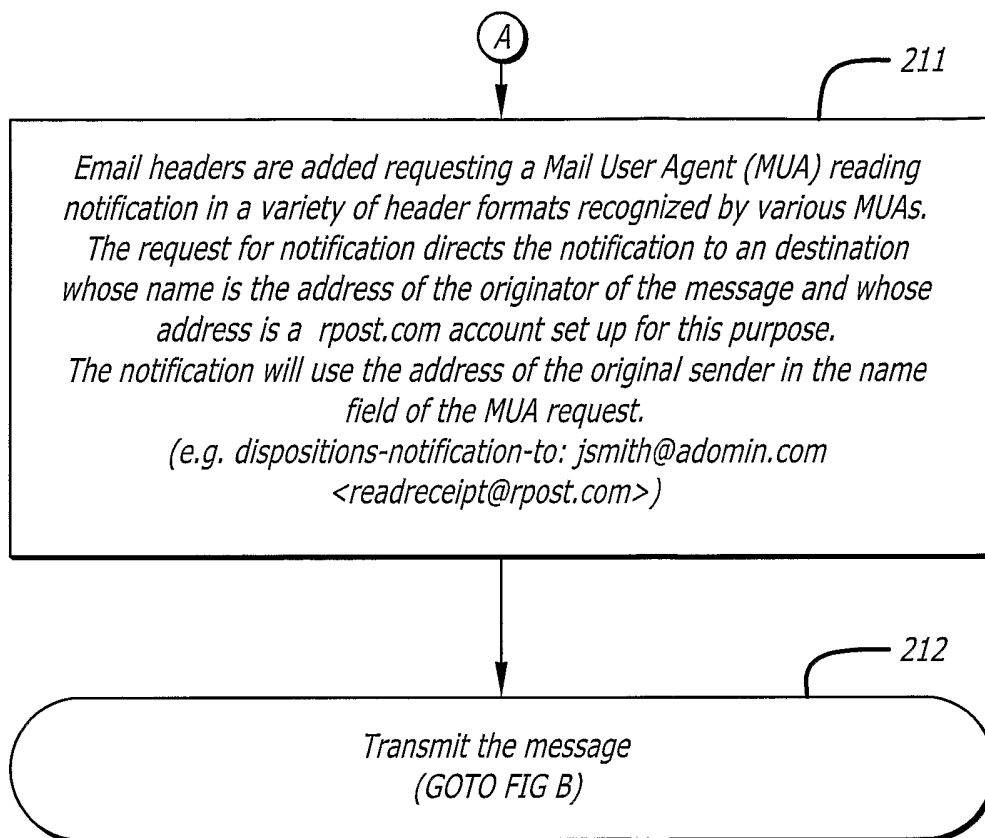 A
211
Email headers are added requesting a Mail User Agent (MUA) reading
notification in a variety of header formats recognized by various MUAs.
The request for notification directs the notification to an destination
whose name is the address of the originator of the message and whose
address is a rpost.com account set up for this purpose.
The notification will use the address of the original sender in the name
field of the MUA request.
(e.g. dispositions-notification-to: jsmith@adomin.com
<readreceipt@rpost.com>)
212
Transmit the message
(GOTO FIG B)